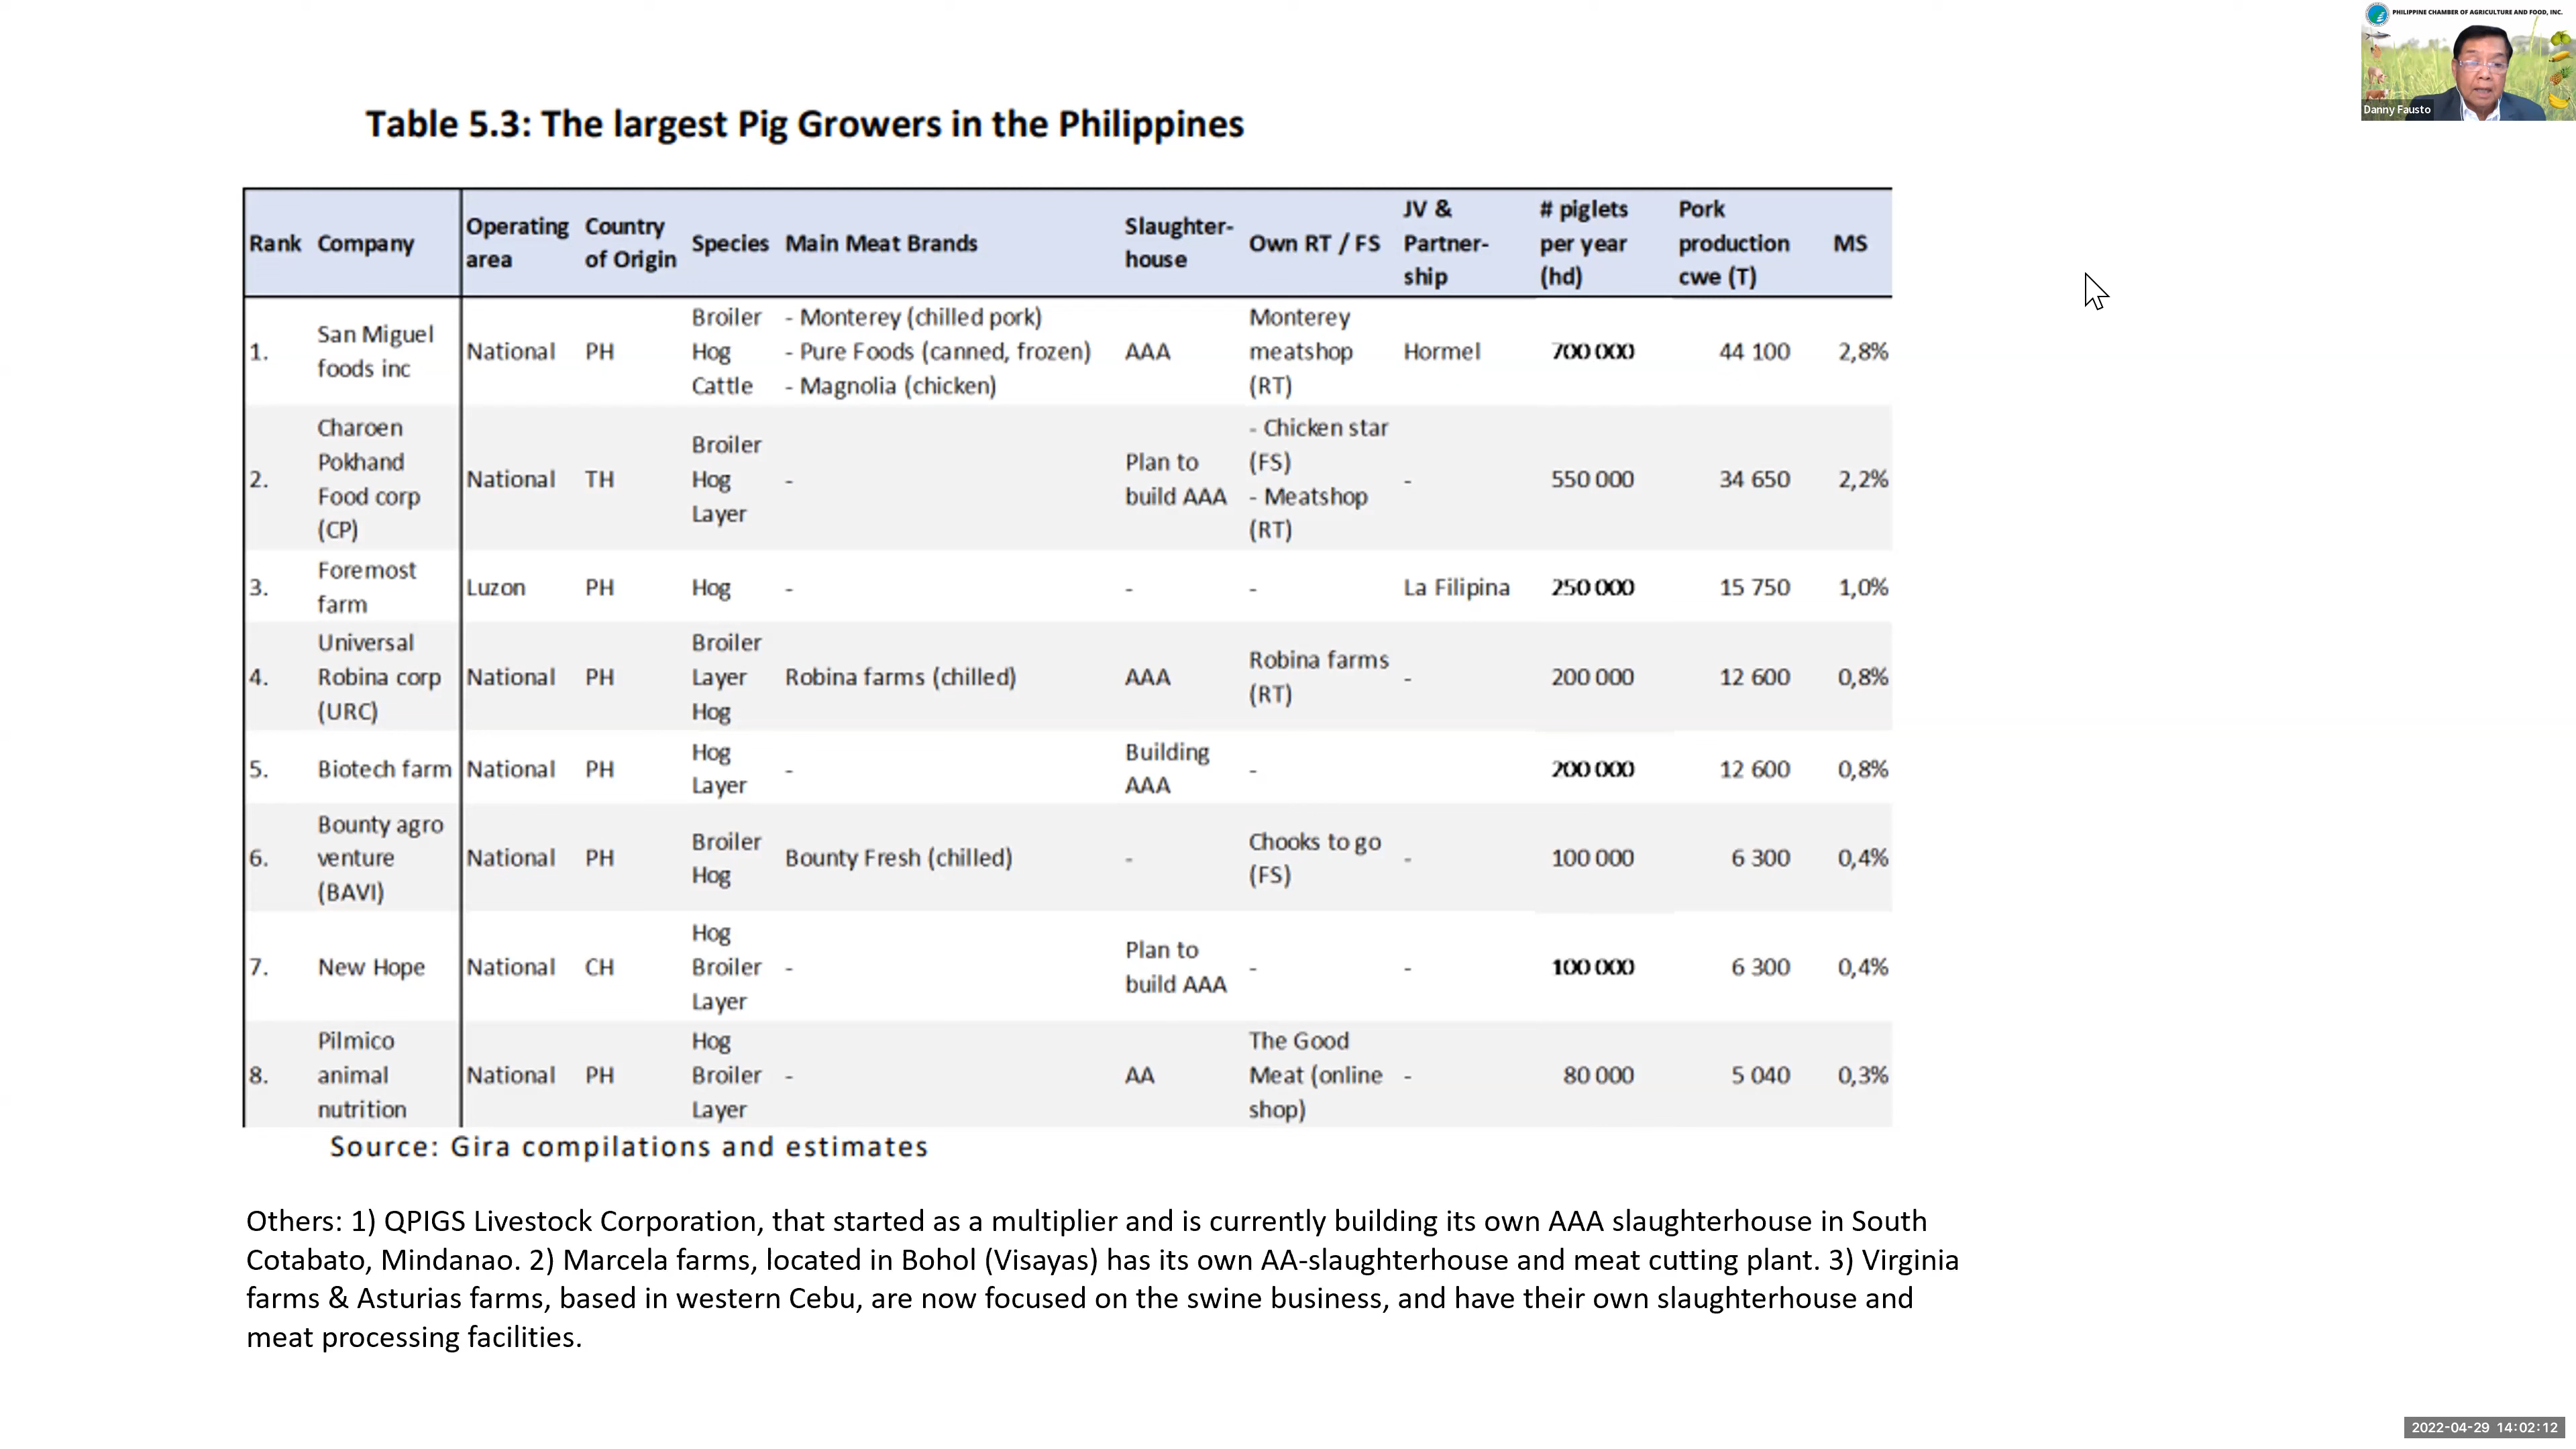 PHILIPPINE CHAMBER OF AGRICULTURE AND FOOD, INC.
Danny Fausto
Table 5.3: The largest Pig Growers in the Philippines
Rank Company Operating area Country of Origin Species Main Meat Brands Slaughter-house Own RT / FS JV & Partner-ship # piglets per year (hd) Pork production cwe (T) MS
1. San Miguel foods inc National PH Broiler Hog Cattle - Monterey (chilled pork) - Pure Foods (canned, frozen) - Magnolia (chicken) AAA Monterey meatshop (RT) Hormel 700 000 44 100 2,8%
2. Charoen Pokhand Food corp (CP) National TH Broiler Hog Layer - Plan to build AAA - Chicken star (FS) - Meatshop (RT) - 550 000 34 650 2,2%
3. Foremost farm Luzon PH Hog - - - La Filipina 250 000 15 750 1,0%
4. Universal Robina corp (URC) National PH Broiler Layer Hog Robina farms (chilled) AAA Robina farms (RT) - 200 000 12 600 0,8%
5. Biotech farm National PH Hog Layer - Building AAA - 200 000 12 600 0,8%
6. Bounty agro venture (BAVI) National PH Broiler Hog Bounty Fresh (chilled) - Chooks to go (FS) - 100 000 6 300 0,4%
7. New Hope National CH Hog Broiler Layer - Plan to build AAA - - 100 000 6 300 0,4%
8. Pilmico animal nutrition National PH Hog Broiler Layer - AA The Good Meat (online shop) - 80 000 5 040 0,3%
Source: Gira compilations and estimates
Others: 1) QPIGS Livestock Corporation, that started as a multiplier and is currently building its own AAA slaughterhouse in South
Cotabato, Mindanao. 2) Marcela farms, located in Bohol (Visayas) has its own AA-slaughterhouse and meat cutting plant. 3) Virginia
farms & Asturias farms, based in western Cebu, are now focused on the swine business, and have their own slaughterhouse and
meat processing facilities.
2022-04-29 14:02:12